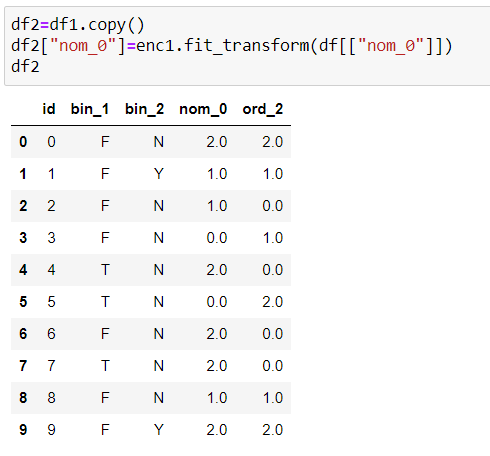 df2=df1.copy()
df2["nom_0"]=enc1.fit_transform(df[["nom_0"]])
df2
id bin_1 bin_2 nom_0 ord_2
0 0 F N 2.0 2.0
1 1 F Y 1.0 1.0
2 2 F N 1.0 0.0
3 3 F N 0.0 1.0
4 4 T N 2.0 0.0
5 5 T N 0.0 2.0
6 6 F N 2.0 0.0
7 7 T N 2.0 0.0
8 8 F N 1.0 1.0
9 9 F Y 2.0 2.0